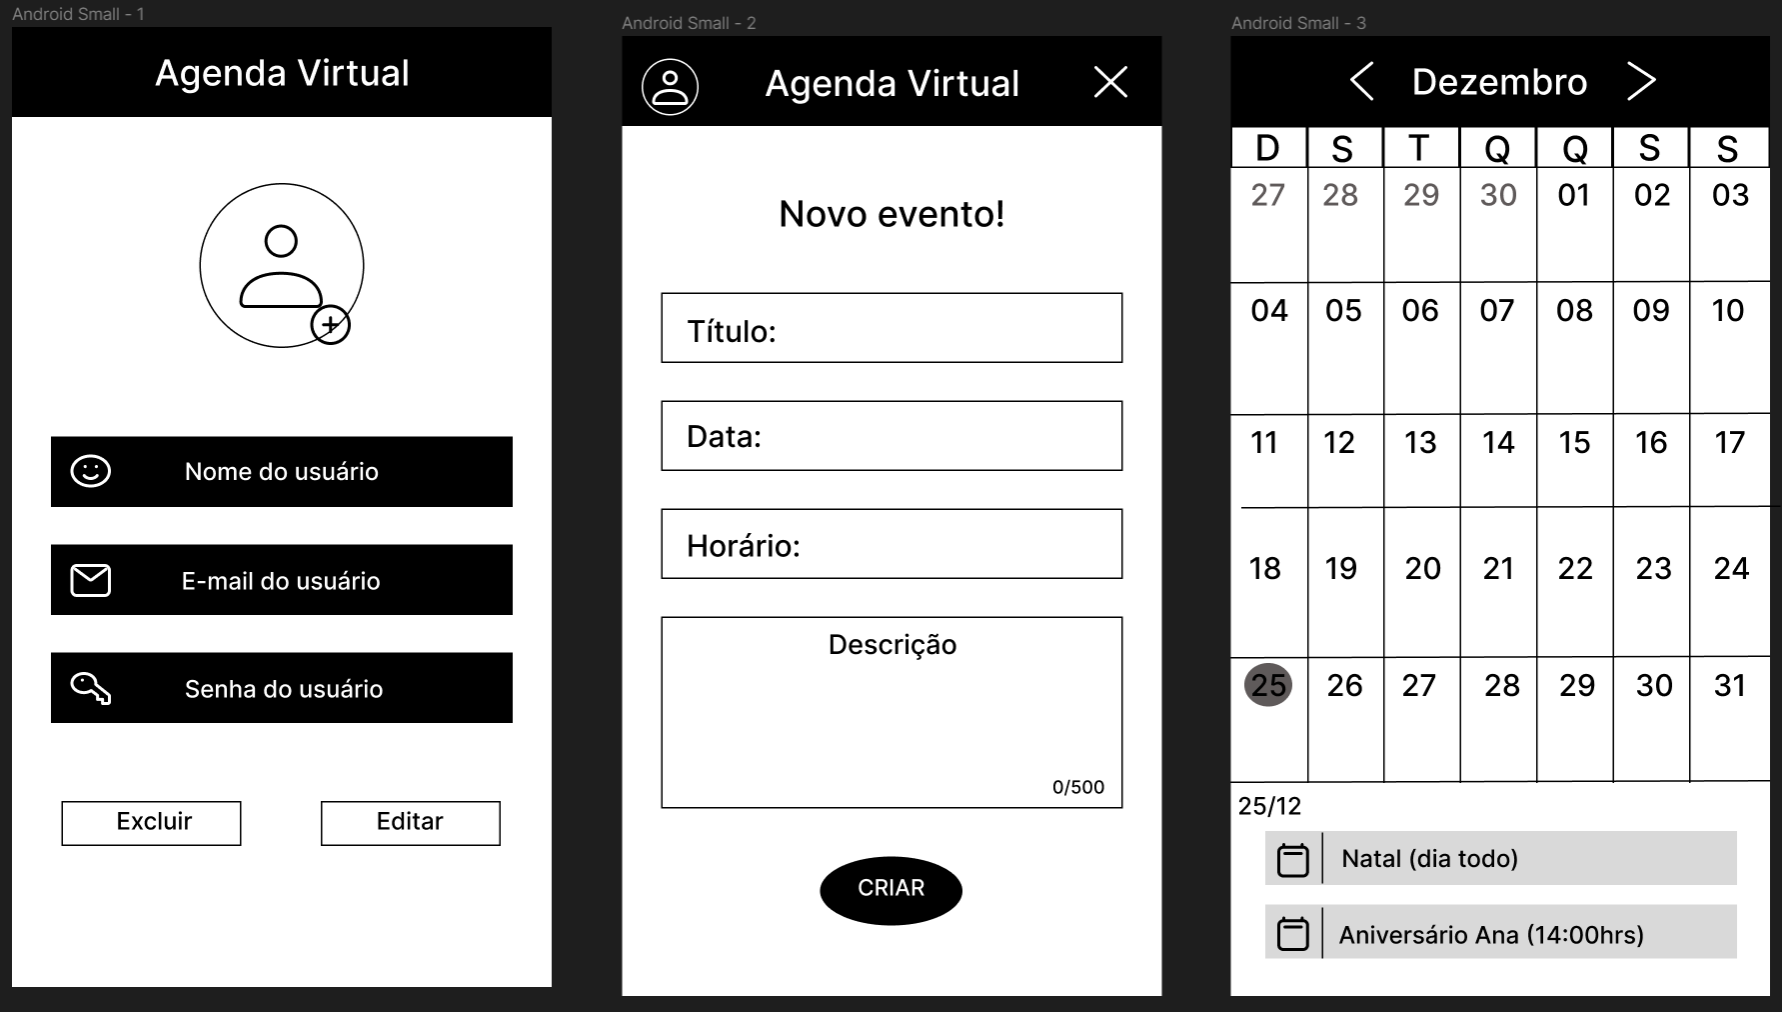 Android Small - 1
Agenda Virtual
Nome do usuário
E-mail do usuário
Senha do usuário
Excluir Editar
Android Small - 2
Agenda Virtual
Novo evento!
Título:
Data:
Horário:
Descrição
0/500
CRIAR
Android Small - 3
Dezembro
D S T Q Q S S
27 28 29 30 01 02 03
04 05 06 07 08 09 10
11 12 13 14 15 16 17
18 19 20 21 22 23 24
25 26 27 28 29 30 31
25/12
Natal (dia todo)
Aniversário Ana (14:00hrs)